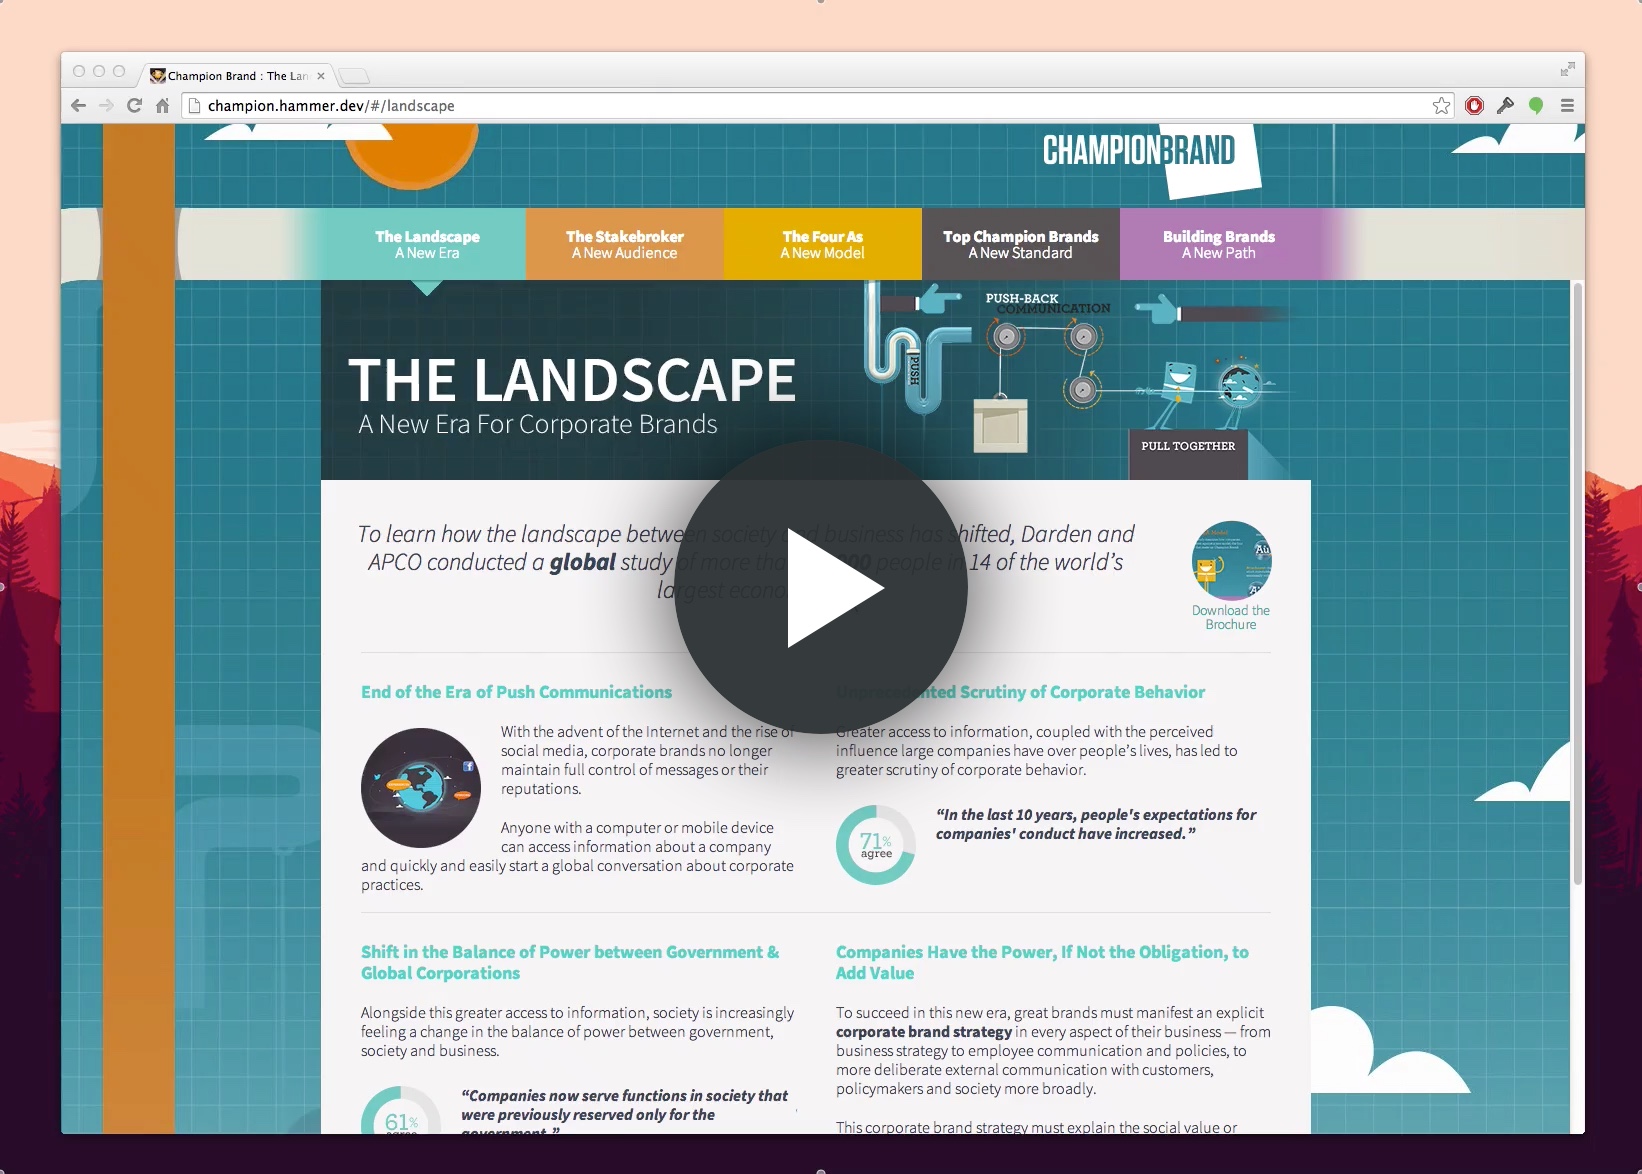 Champion Brand : The Lan
champion.hammer.dev/#/landscape
CHAMPIONBRAND
The Landscape
A New Era
The Stakebroker
A New Audience
The Four As
A New Model
Top Champion Brands
A New Standard
Building Brands
A New Path
PUSH-BACK
COMMUNICATION
PUSH
PULL TOGETHER
THE LANDSCAPE
A New Era For Corporate Brands
To learn how the landscape between society and business has shifted, Darden and
APCO conducted a global study of more than people in 14 of the world's
largest
Download the
Brochure
End of the Era of Push Communications
With the advent of the Internet and the rise of
social media, corporate brands no longer
maintain full control of messages or their
reputations.
Anyone with a computer or mobile device
can access information about a company
and quickly and easily start a global conversation about corporate
practices.
Unprecedented Scrutiny of Corporate Behavior
Greater access to information, coupled with the perceived
influence large companies have over people's lives, has led to
greater scrutiny of corporate behavior.
71%
agree
“In the last 10 years, people's expectations for
companies' conduct have increased.”
Shift in the Balance of Power between Government &
Global Corporations
Alongside this greater access to information, society is increasingly
feeling a change in the balance of power between government,
society and business.
61%
agree
“Companies now serve functions in society that
were previously reserved only for the
government.”
Companies Have the Power, If Not the Obligation, to
Add Value
To succeed in this new era, great brands must manifest an explicit
corporate brand strategy in every aspect of their business — from
business strategy to employee communication and policies, to
more deliberate external communication with customers,
policymakers and society more broadly.
This corporate brand strategy must explain the social value or